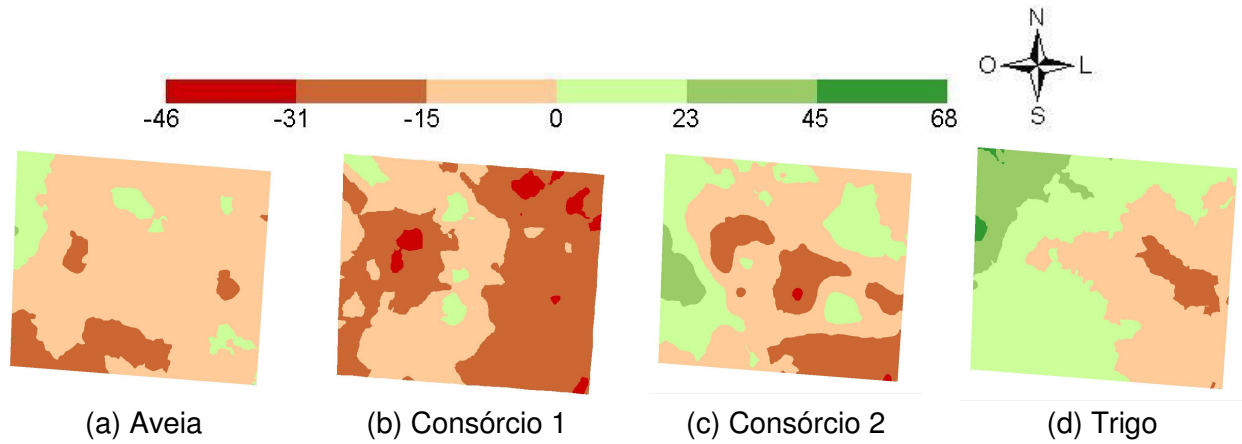 N
O L
S
-46 -31 -15 0 23 45 68
(a) Aveia (b) Consórcio 1 (c) Consórcio 2 (d) Trigo